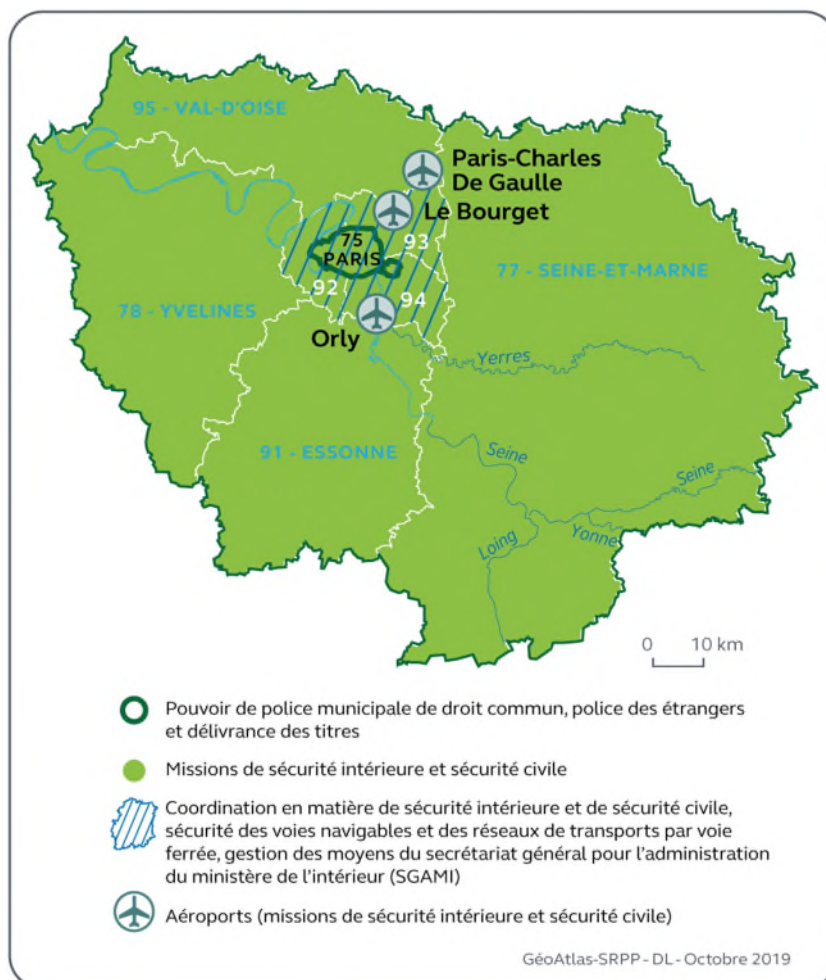 95 - VAL-D'OISE
Paris-Charles
De Gaulle
Le Bourget
75
PARIS
93
92
94
77 - SEINE-ET-MARNE
78 - YVELINES
Orly
Yerres
91 - ESSONNE
Seine
Seine
Loing
Yonne
0 10 km
Pouvoir de police municipale de droit commun, police des étrangers
et délivrance des titres
Missions de sécurité intérieure et sécurité civile
Coordination en matière de sécurité intérieure et de sécurité civile,
sécurité des voies navigables et des réseaux de transports par voie
ferrée, gestion des moyens du secrétariat général pour l'administration
du ministère de l'intérieur (SGAMI)
Aéroports (missions de sécurité intérieure et sécurité civile)
GéoAtlas-SRPP - DL - Octobre 2019